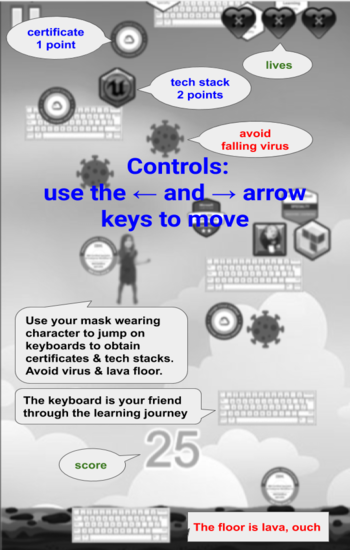 certificate
1 point
lives
tech stack
2 points
avoid
falling virus
Controls:
use the ← and → arrow
keys to move
Use your mask wearing
character to jump on
keyboards to obtain
certificates & tech stacks.
Avoid virus & lava floor.
The keyboard is your friend
through the learning journey
25
score
The floor is lava, ouch